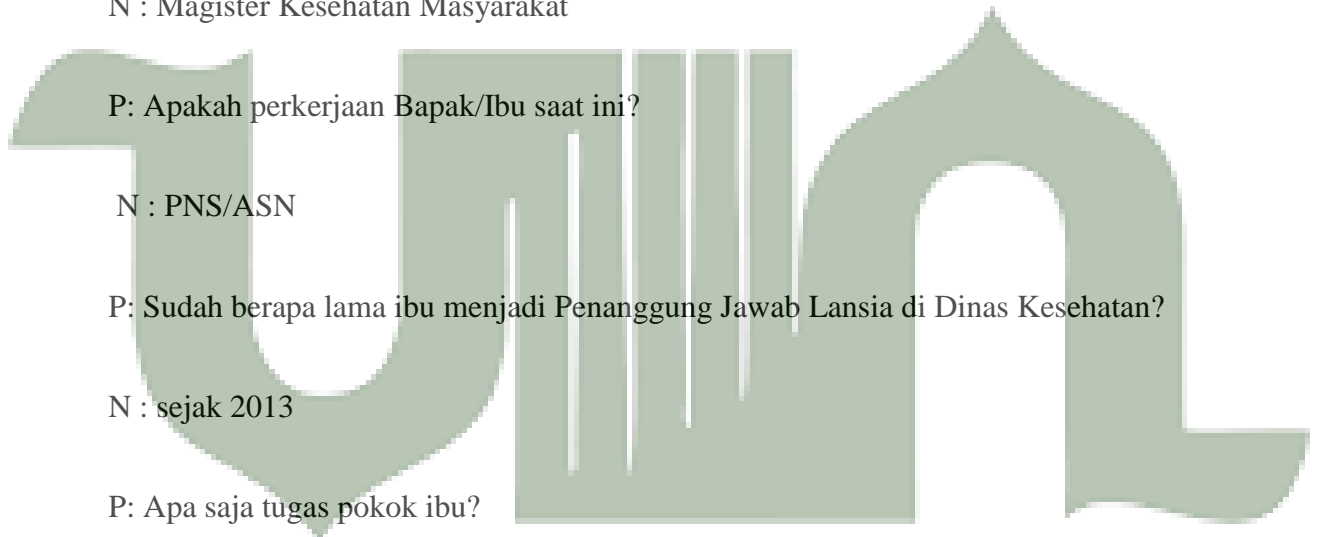 N : Magister Kesehatan Masyarakat
P: Apakah perkerjaan Bapak/Ibu saat ini?
N : PNS/ASN
P: Sudah berapa lama ibu menjadi Penanggung Jawab Lansia di Dinas Kesehatan?
N : sejak 2013
P: Apa saja tugas pokok ibu?